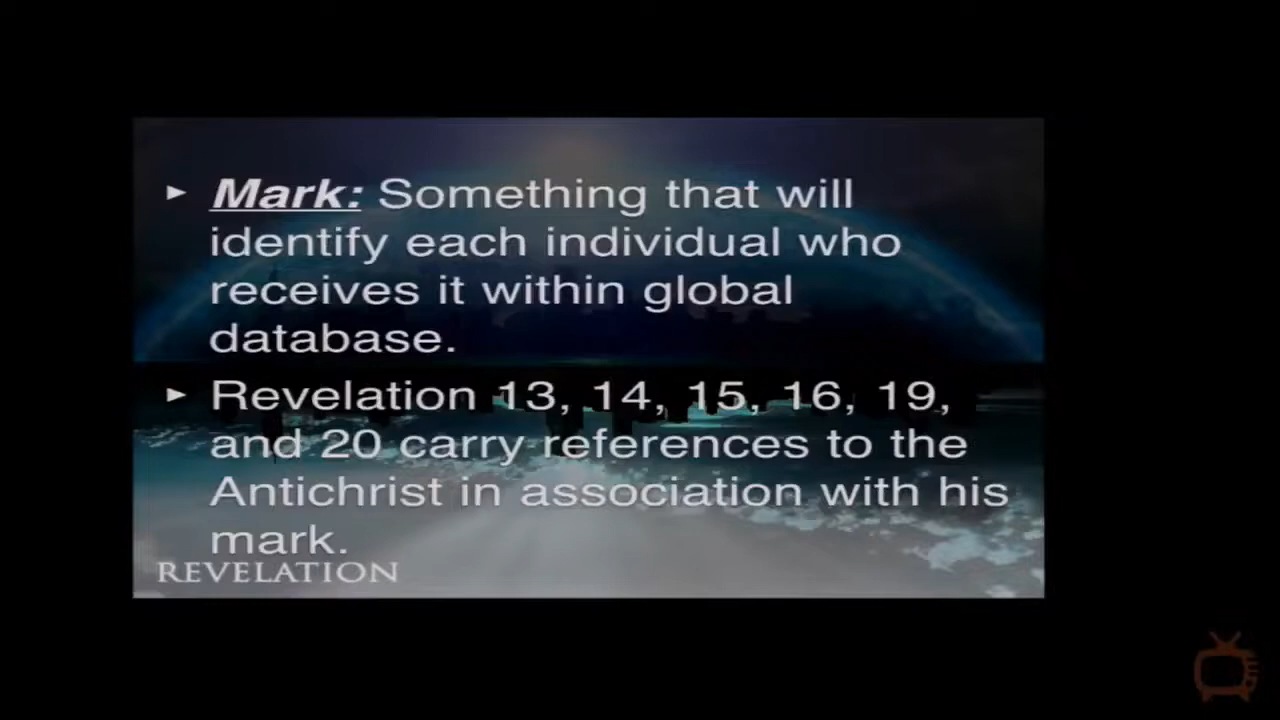 ► Mark: Something that will
identify each individual who
receives it within global
database.
► Revelation 13, 14, 15, 16, 19,
and 20 carry references to the
Antichrist in association with his
mark.
REVELATION